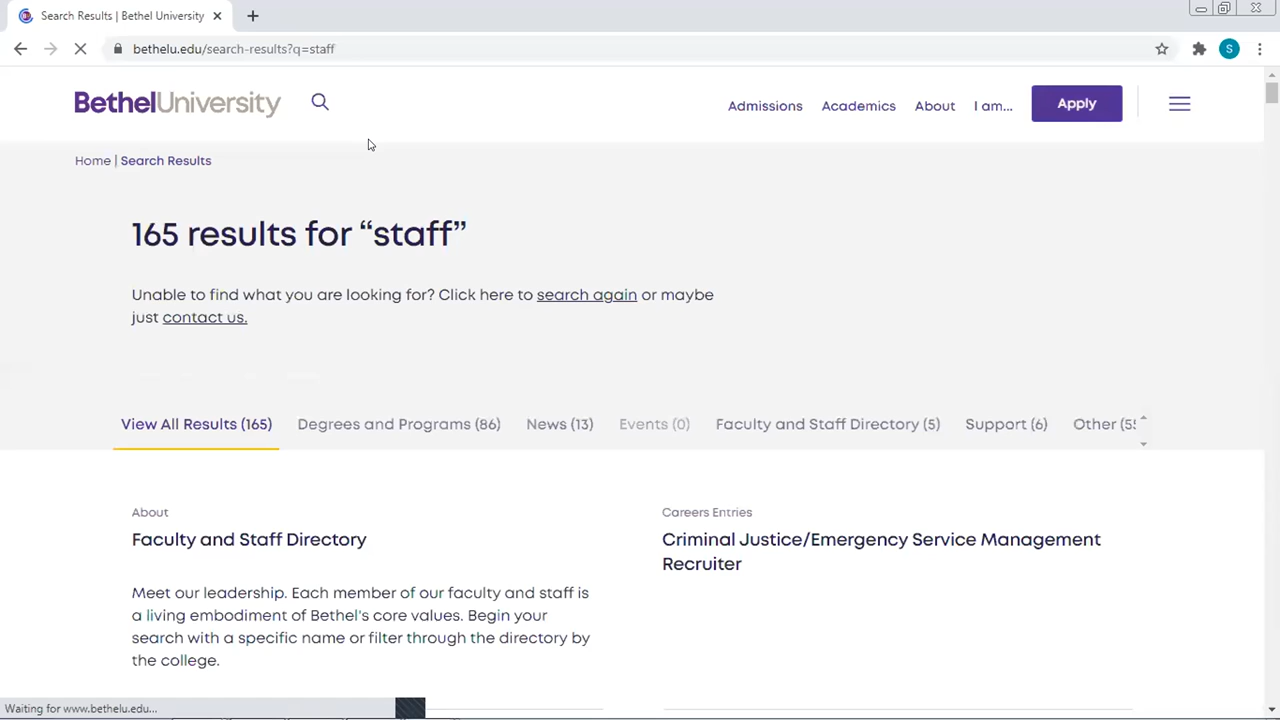 Search Results | Bethel University
bethelu.edu/search-results?q=staff
S
BethelUniversity
Admissions
Academics
About
I am...
Apply
Home | Search Results
165 results for “staff”
Unable to find what you are looking for? Click here to search again or maybe
just contact us.
View All Results (165)
Degrees and Programs (86)
News (13)
Events (0)
Faculty and Staff Directory (5)
Support (6)
Other (55
About
Faculty and Staff Directory
Meet our leadership. Each member of our faculty and staff is
a living embodiment of Bethel's core values. Begin your
search with a specific name or filter through the directory by
the college.
Careers Entries
Criminal Justice/Emergency Service Management
Recruiter
Waiting for www.bethelu.edu...